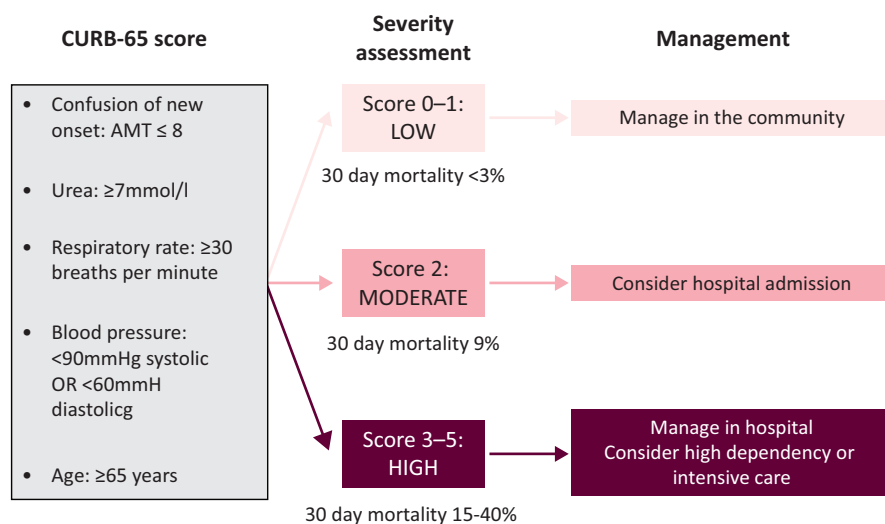 CURB-65 score
Severity
assessment
Management
• Confusion of new
onset: AMT ≤ 8
• Urea: ≥7mmol/l
• Respiratory rate: ≥30
breaths per minute
• Blood pressure:
<90mmHg systolic
OR <60mmH
diastolicg
• Age: ≥65 years
Score 0–1:
LOW
30 day mortality <3%
Manage in the community
Score 2:
MODERATE
30 day mortality 9%
Consider hospital admission
Score 3–5:
HIGH
30 day mortality 15-40%
Manage in hospital
Consider high dependency or
intensive care